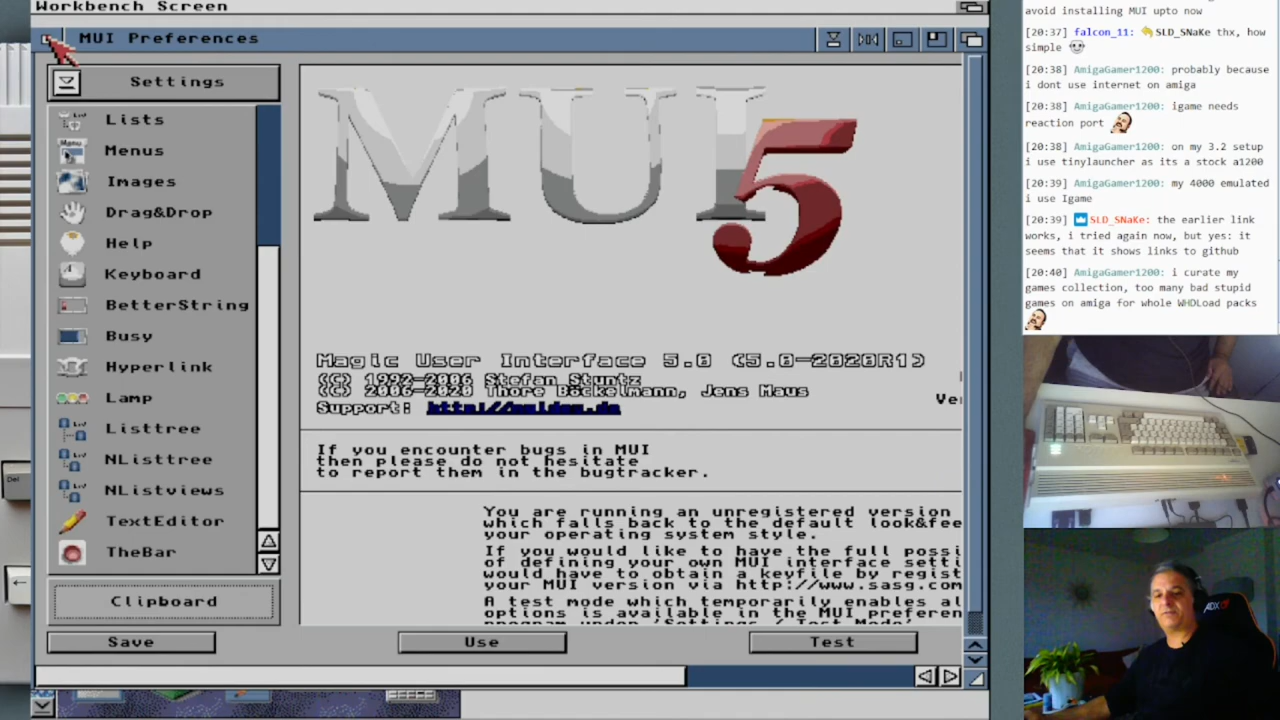 Workbench Screen
MUI Preferences
Settings
Lists
Menus
Images
Drag&Drop
Help
Keyboard
BetterString
Busy
Hyperlink
Lamp
Listtree
NListtree
NListviews
TextEditor
TheBar
Clipboard
Save
Use
Test
MUI 5
Magic User Interface 5.0 (5.0-2020R1)
(C) 1992-2006 Stefan Stuntz
(C) 2006-2020 Thore Böckelmann, Jens Maus
Support: http://muidev.de
Ve
If you encounter bugs in MUI
then please do not hesitate
to report them in the bugtracker.
You are running an unregistered version
which falls back to the default look&fee
your operating system style.
If you would like to have the full possi
of defining your own MUI interface setti
would have to obtain a keyfile by regist
your MUI version via http://www.sasg.com
A test mode which temporarily enables al
options is available in the MUI preferen
program under 'Settings / Test Mode'
avoid installing MUI upto now
[20:37] falcon_11: SLD_SNaKe thx, how
simple
[20:38] AmigaGamer1200: probably because
i dont use internet on amiga
[20:38] AmigaGamer1200: igame needs
reaction port
[20:38] AmigaGamer1200: on my 3.2 setup
i use tinylauncher as its a stock a1200
[20:39] AmigaGamer1200: my 4000 emulated
i use Igame
[20:39] SLD_SNaKe: the earlier link
works, i tried again now, but yes: it
seems that it shows links to github
[20:40] AmigaGamer1200: i curate my
games collection, too many bad stupid
games on amiga for whole WHDLoad packs
Del